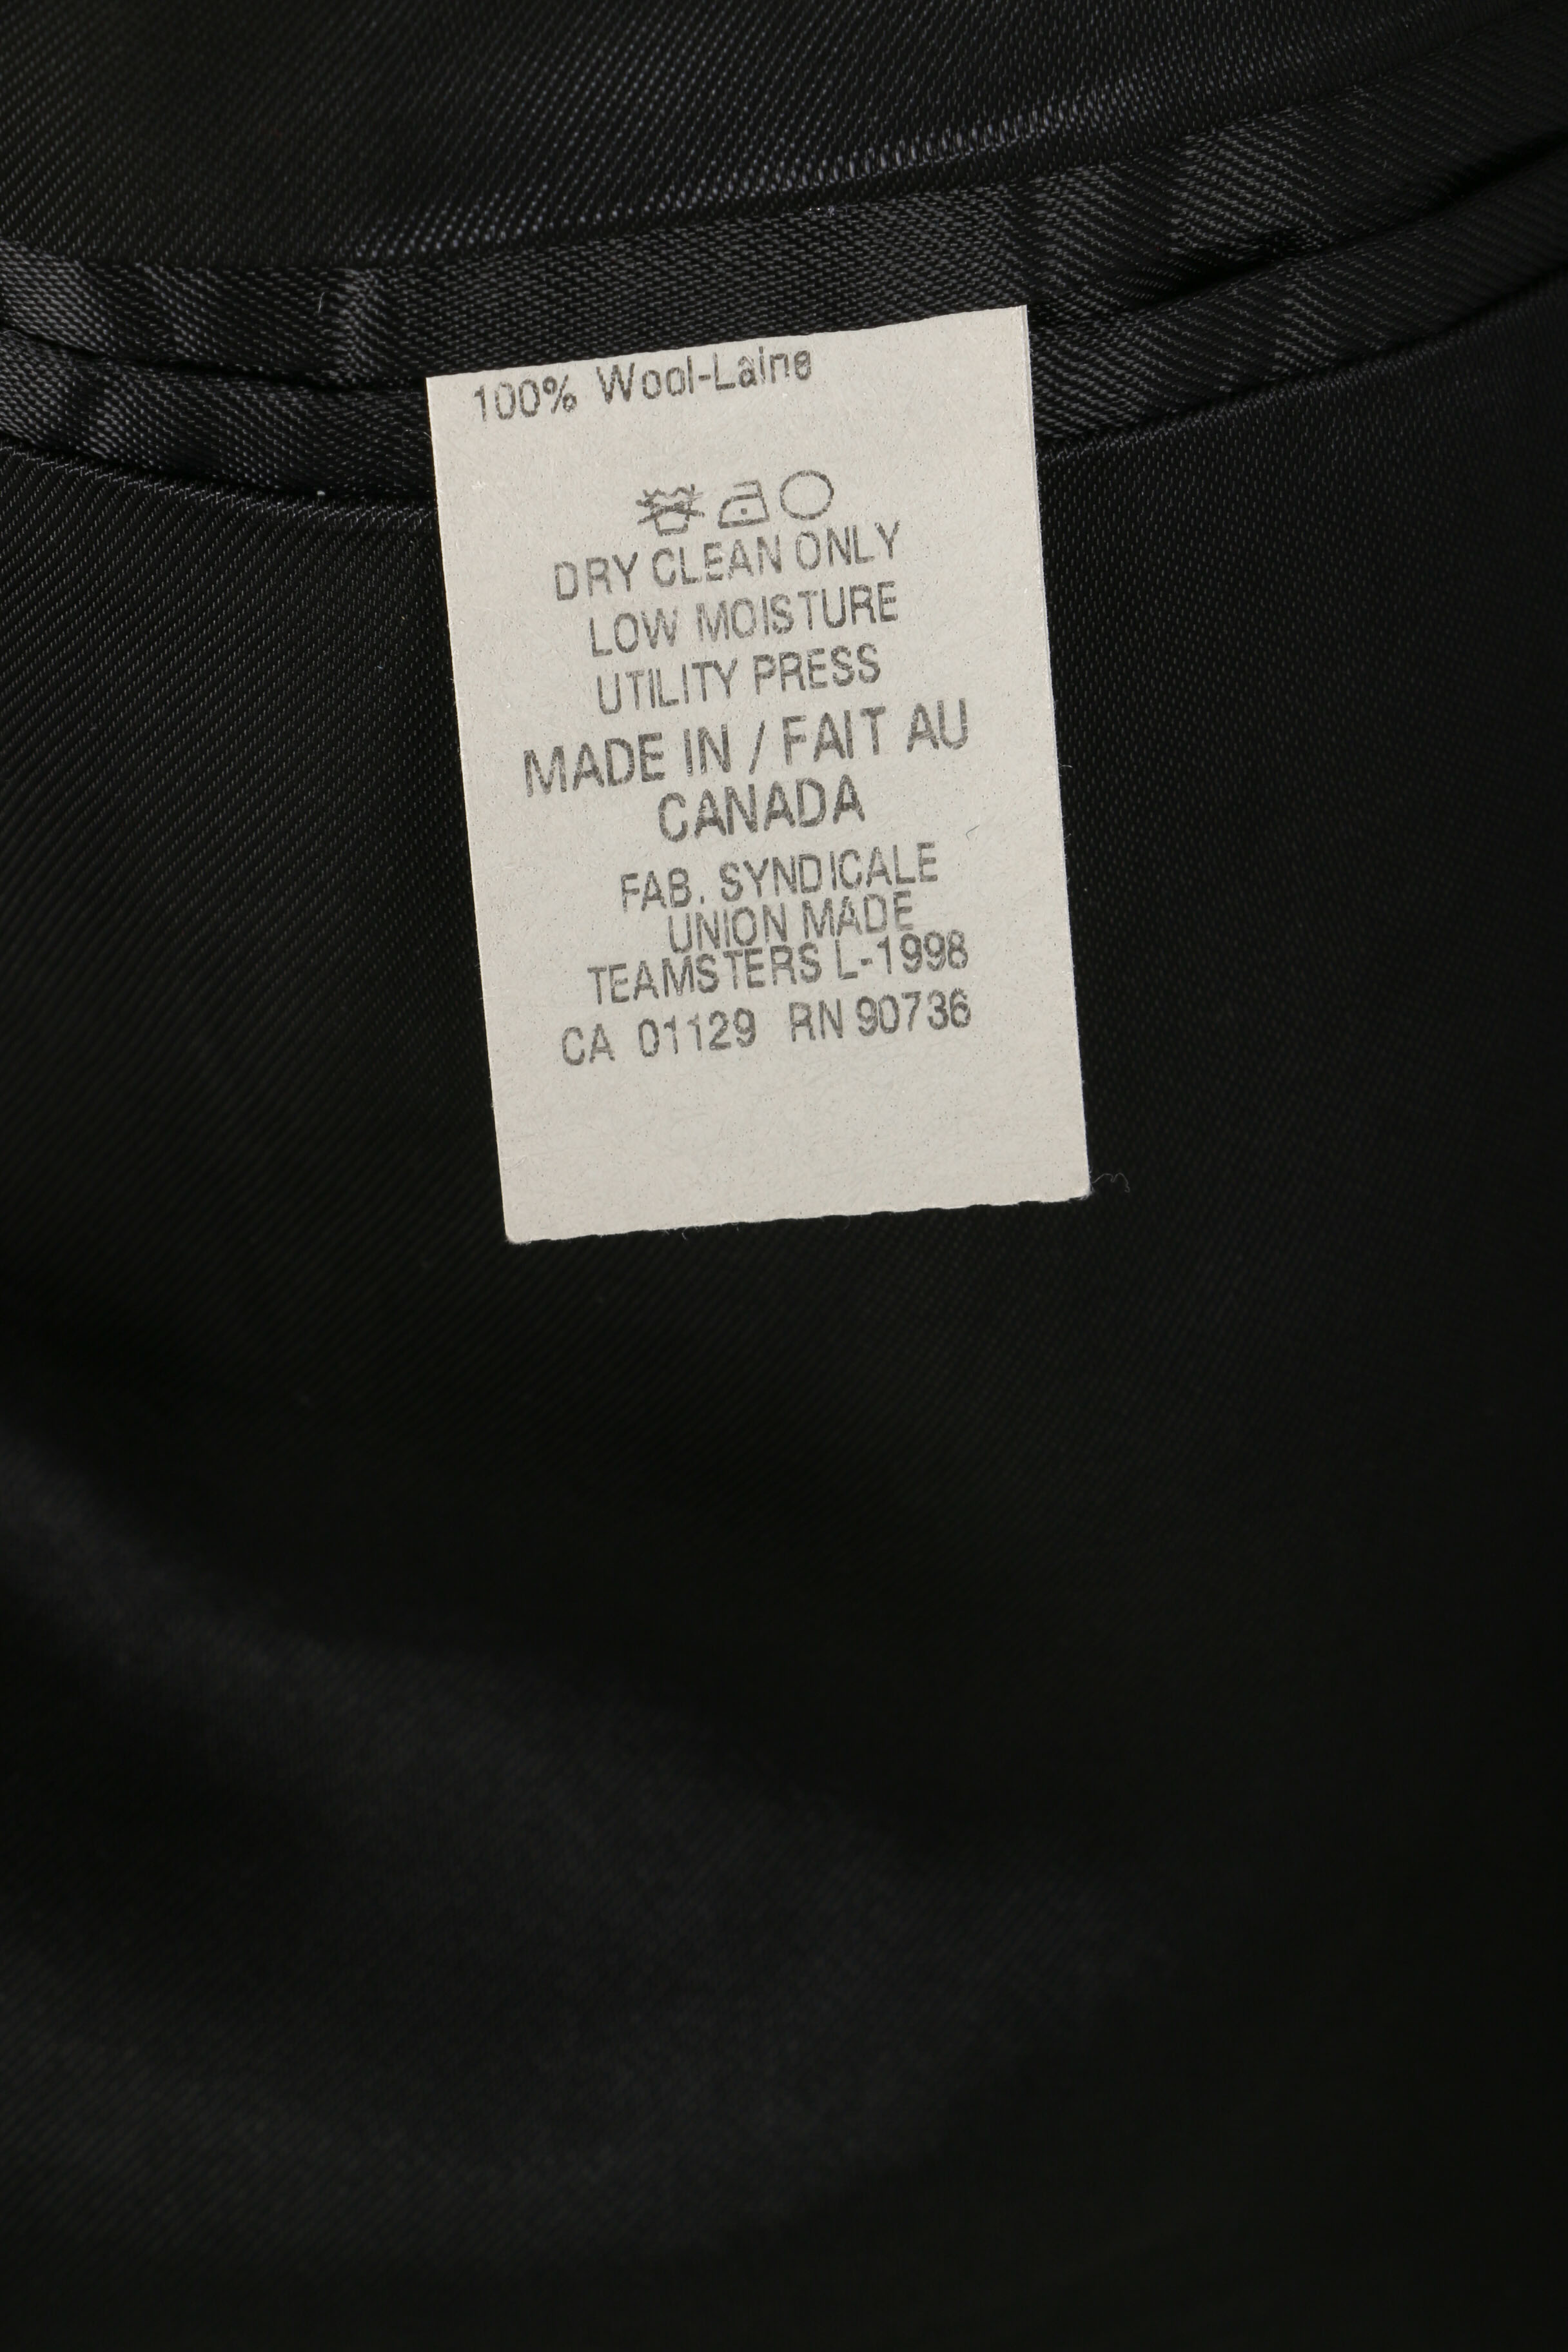 100% Wool-Laine
DRY CLEAN ONLY
LOW MOISTURE
UTILITY PRESS
MADE IN / FAIT AU
CANADA
FAB. SYNDICALE
UNION MADE
TEAMSTERS L-1998
CA 01129 RN 90736